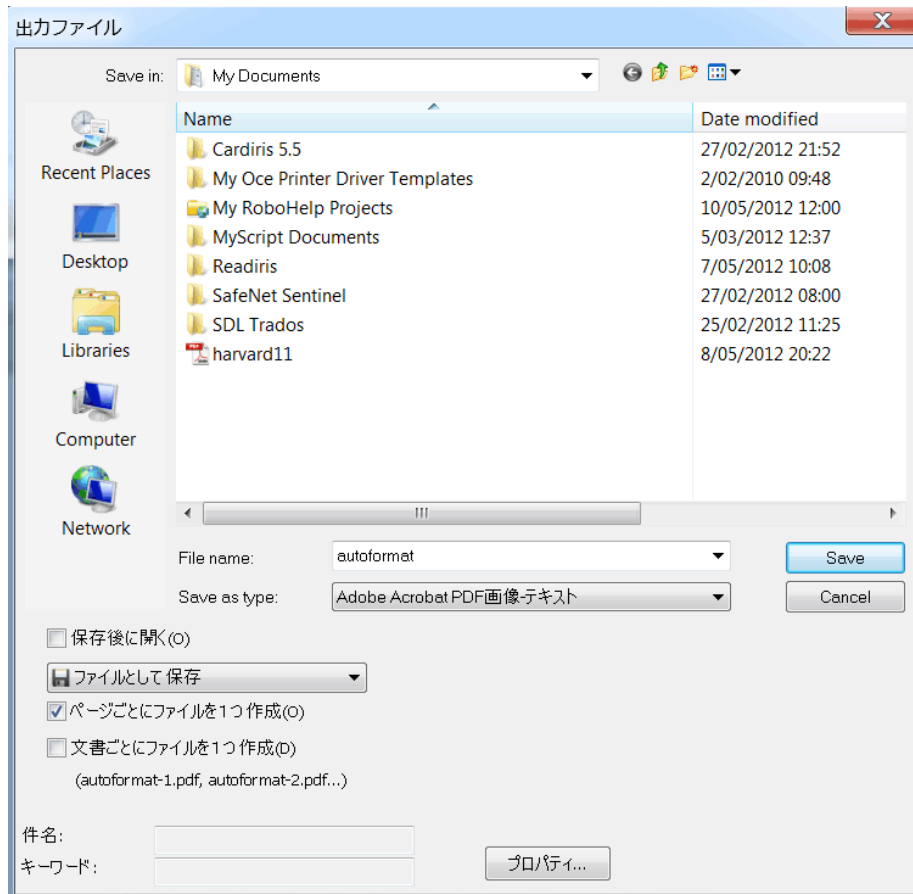 出力ファイル
Save in: My Documents
Name Date modified
Cardiris 5.5 27/02/2012 21:52
My Oce Printer Driver Templates 2/02/2010 09:48
My RoboHelp Projects 10/05/2012 12:00
MyScript Documents 5/03/2012 12:37
Readiris 7/05/2012 10:08
SafeNet Sentinel 27/02/2012 08:00
SDL Trados 25/02/2012 11:25
harvard11 8/05/2012 20:22
Recent Places
Desktop
Libraries
Computer
Network
File name: autoformat Save
Save as type: Adobe Acrobat PDF画像-テキスト Cancel
保存後に開く(O)
ファイルとして保存
ページごとにファイルを1つ作成(O)
文書ごとにファイルを1つ作成(D)
(autoformat-1.pdf, autoformat-2.pdf...)
件名:
キーワード: プロパティ...